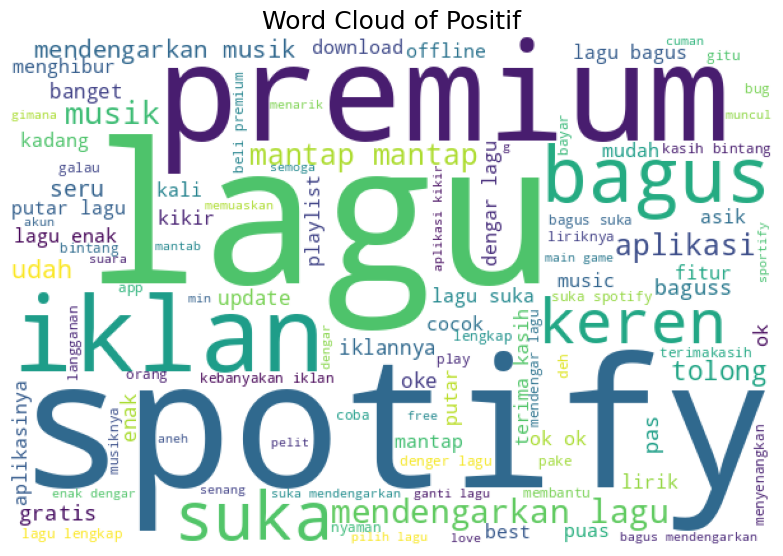 Word Cloud of Positif
cuman
mendengarkan musik
download
offline
lagu bagus
gitu
menghibur
premium
banget
beli premium
menarik
bug
gimana
musik
muncul
kadang
mantap mantap
dengar lagu
g
bayar
mudah
kasih bintang
galau
lagu
semoga
bagus
seru
kali
playlist
aplikasi kikir
putar lagu
kikir
memuaskan
bagus suka
asik
akun
lagu enak
bintang
mantab
liriknya
aplikasi
suara
main game
sportify
udah
app
min
update
lagu suka
music
fitur
suka spotify
baguss
iklan
langganan
dengar
iklannya
cocok
lengkap
keren
ok
terima kasih
mendengar lagu
terimakasih
orang
kebanyakan iklan
play
deh
tolong
aplikasinya
spotify
enak
musiknya
oke
putar
coba
free
aneh
pelit
mantap
ok ok
pas
denger lagu
pake
lirik
menyenangkan
enak dengar
senang
suka mendengarkan
ganti lagu
membantu
gratis
suka
nyaman
mendengarkan lagu
lagu lengkap
pilih lagu
love
best
puas
bagus mendengarkan